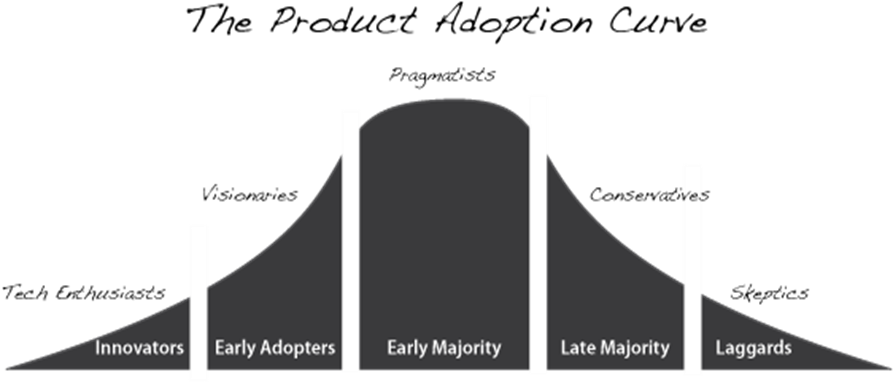 The Product Adoption Curve
Pragmatists
Visionaries
Conservatives
Tech Enthusiasts
Skeptics
Innovators
Early Adopters
Early Majority
Late Majority
Laggards